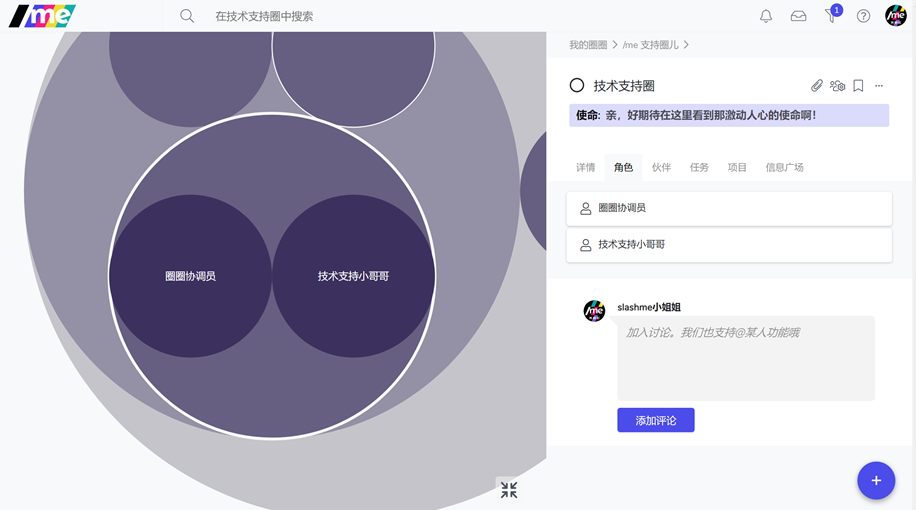 /me
在技术支持圈中搜索
1
/me
圈圈协调员
技术支持小哥哥
我的圈圈 > /me 支持圈儿 >
技术支持圈
使命: 亲，好期待在这里看到那激动人心的使命啊！
详情 角色 伙伴 任务 项目 信息广场
圈圈协调员
技术支持小哥哥
/me
slashme小姐姐
加入讨论。我们也支持@某人功能哦
添加评论